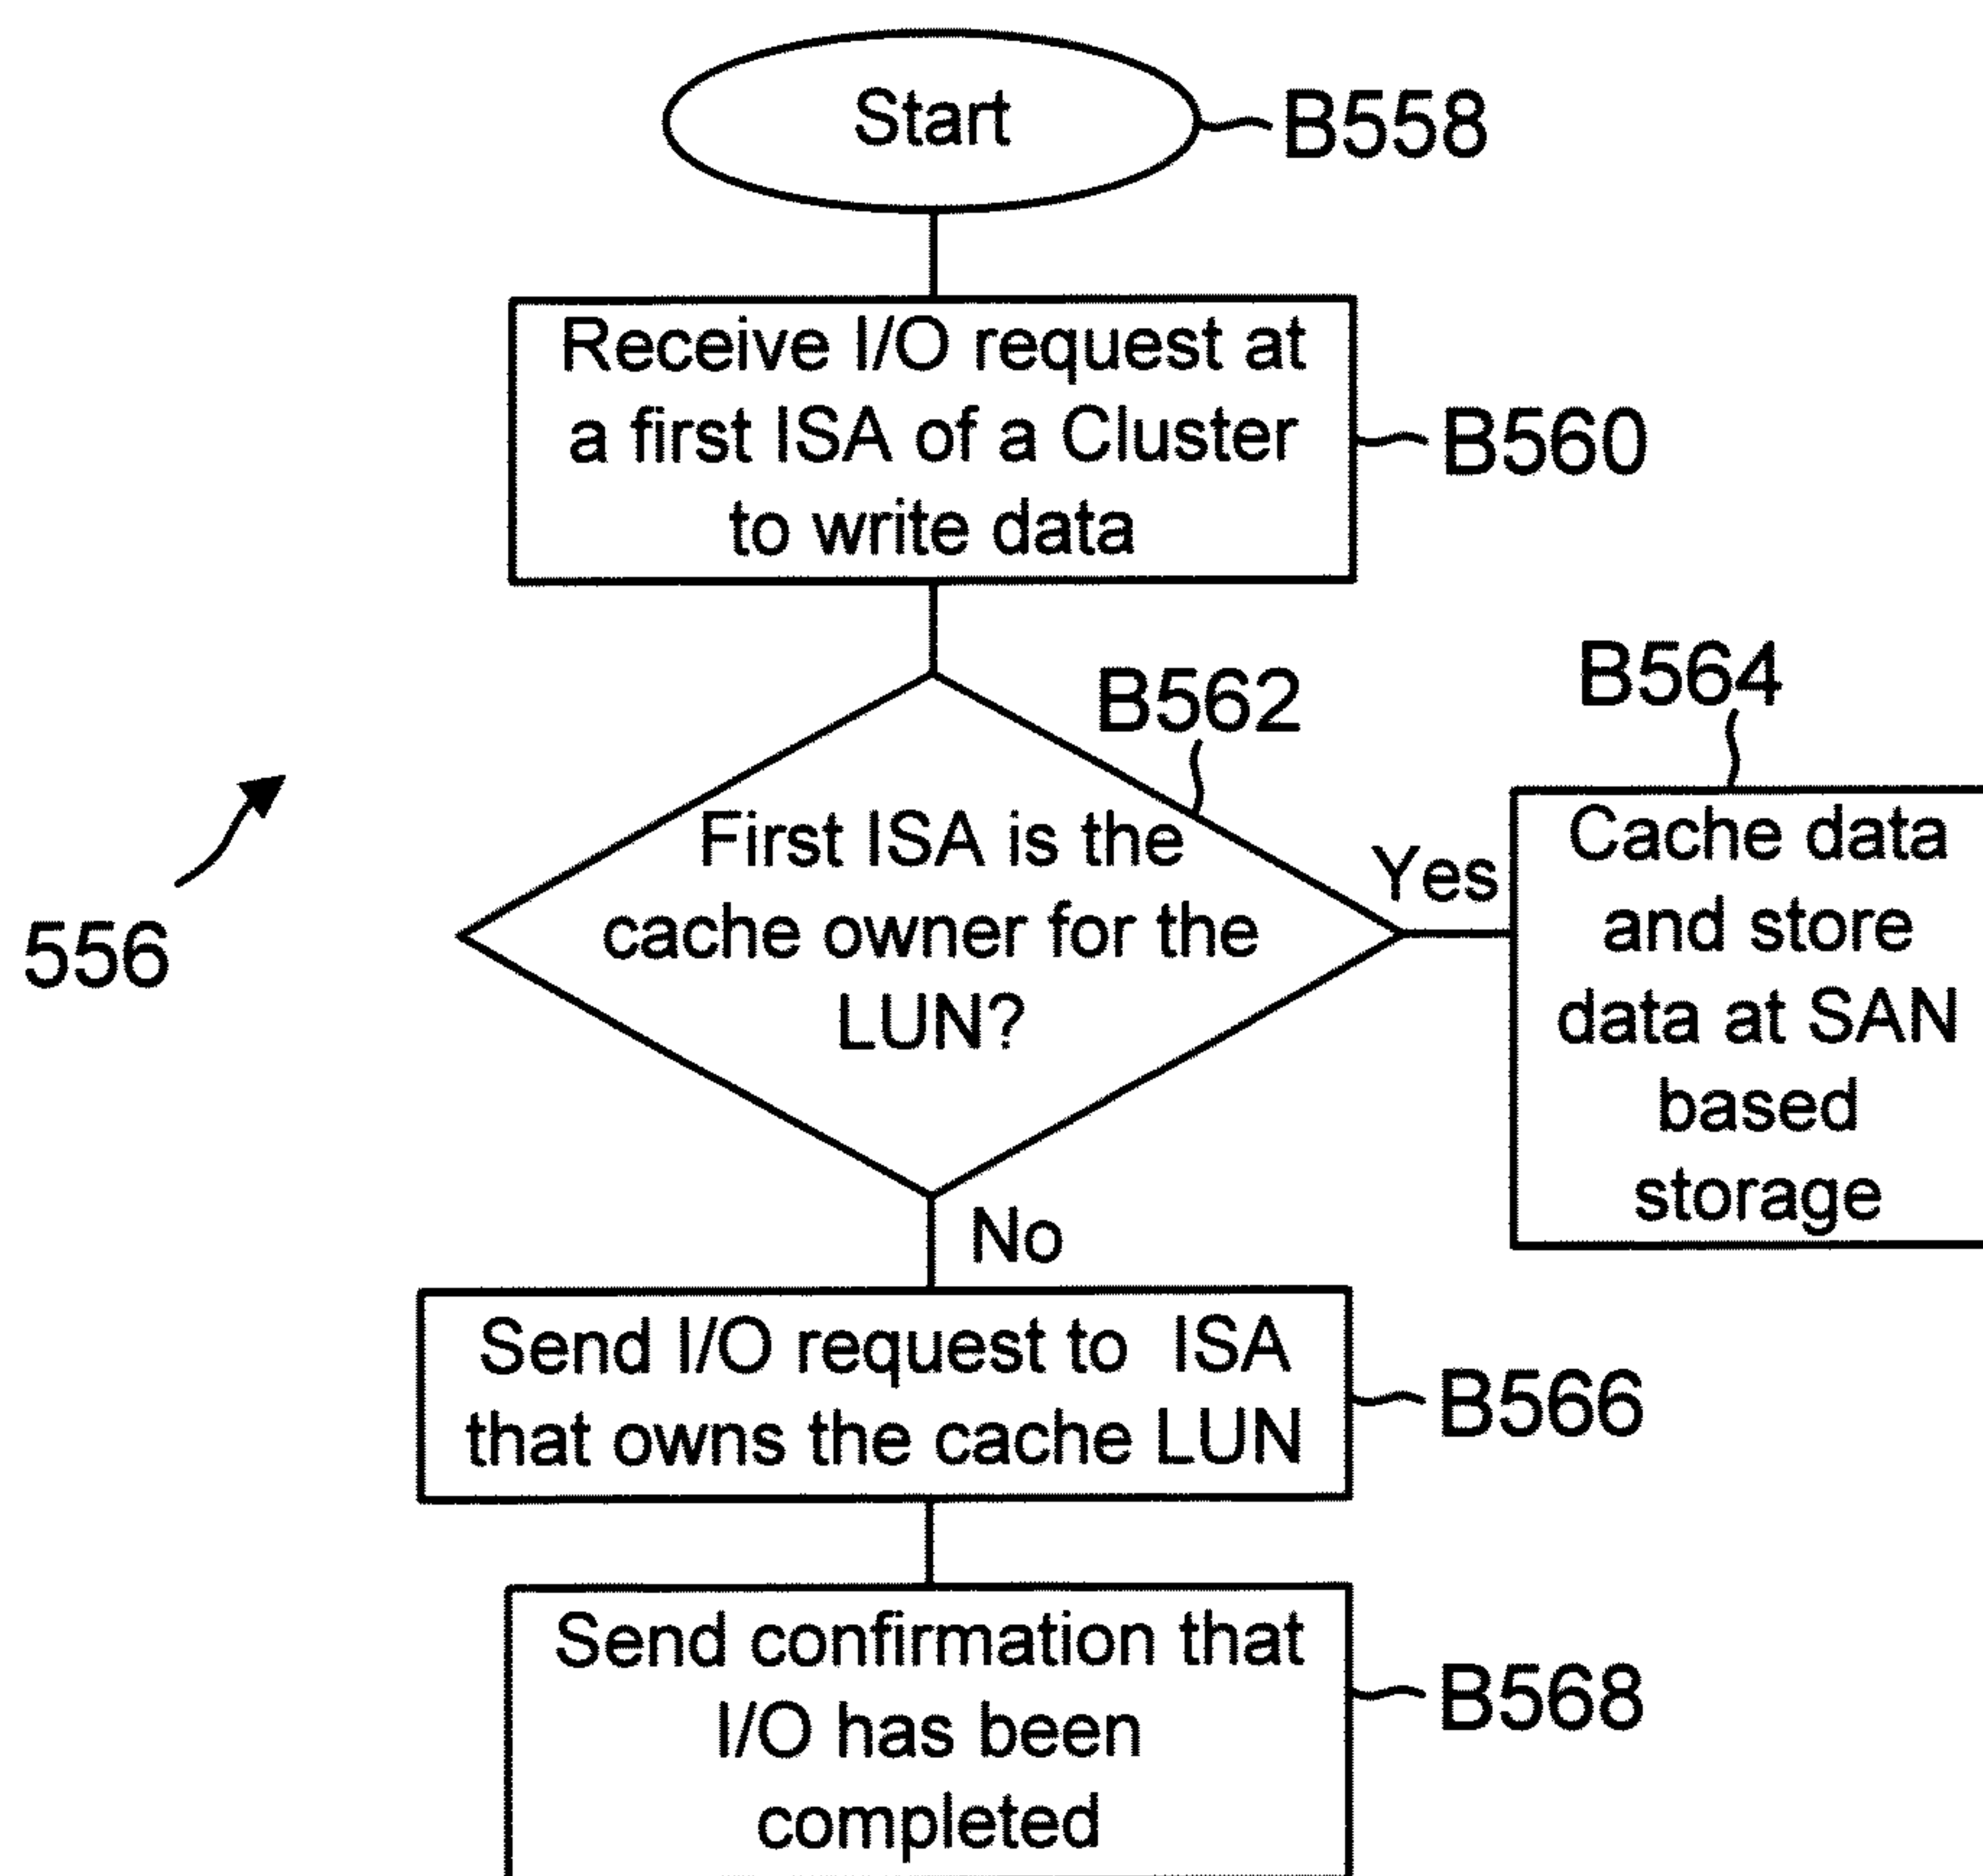 Start
B558
Receive I/O request at
a first ISA of a Cluster
to write data
B560
B562
B564
First ISA is the
cache owner for the
LUN?
Yes
Cache data
and store
data at SAN
based
storage
556
No
Send I/O request to ISA
that owns the cache LUN
B566
Send confirmation that
I/O has been
completed
B568